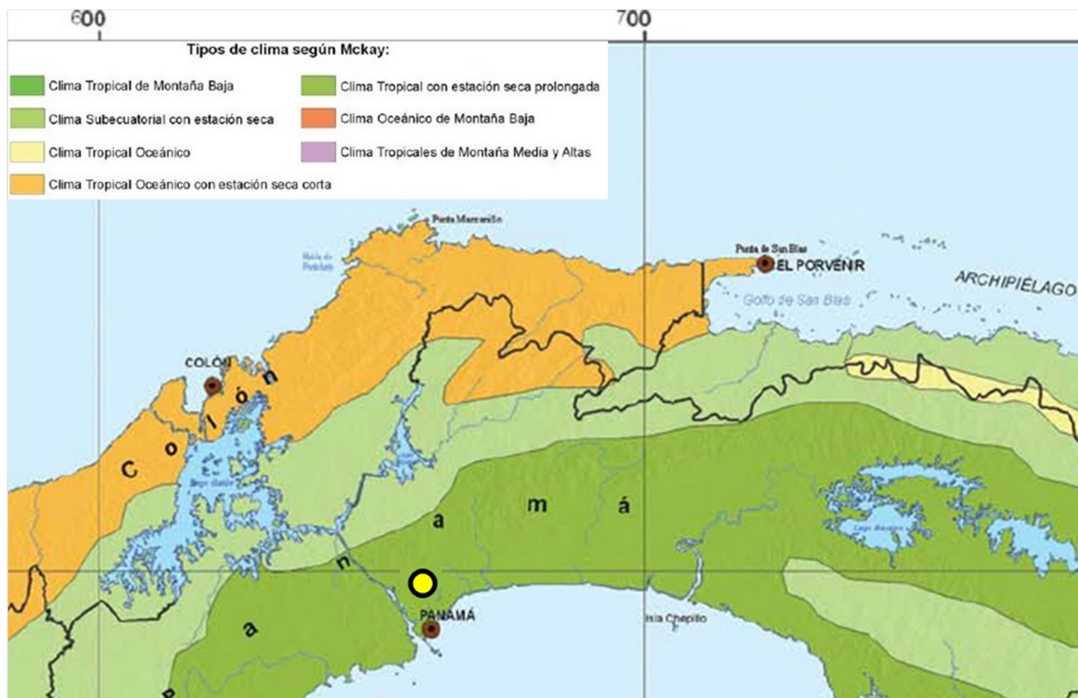 600
700
Tipos de clima según Mckay:
Clima Tropical de Montaña Baja
Clima Subecuatorial con estación seca
Clima Tropical Oceánico
Clima Tropical Oceánico con estación seca corta
Clima Tropical con estación seca prolongada
Clima Oceánico de Montaña Baja
Clima Tropicales de Montaña Media y Altas
Punta Manzanillo
Punta de San Blas
EL PORVENIR
ARCHIPIÉLAGO
Golfo de San Blas
COLÓN
Colón
a m á
n
a
PANAMÁ
Isla Chepillo